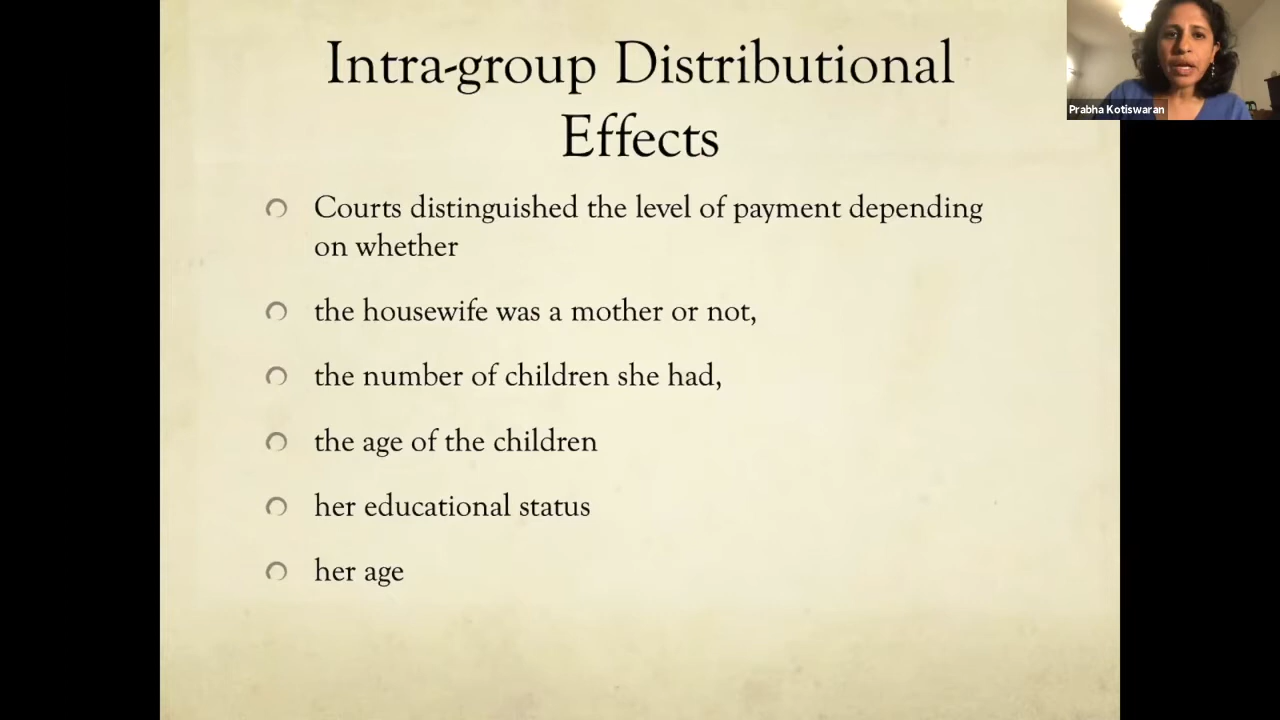 Intra-group Distributional
Effects
Prabha Kotiswaran
Courts distinguished the level of payment depending
on whether
the housewife was a mother or not,
the number of children she had,
the age of the children
her educational status
her age